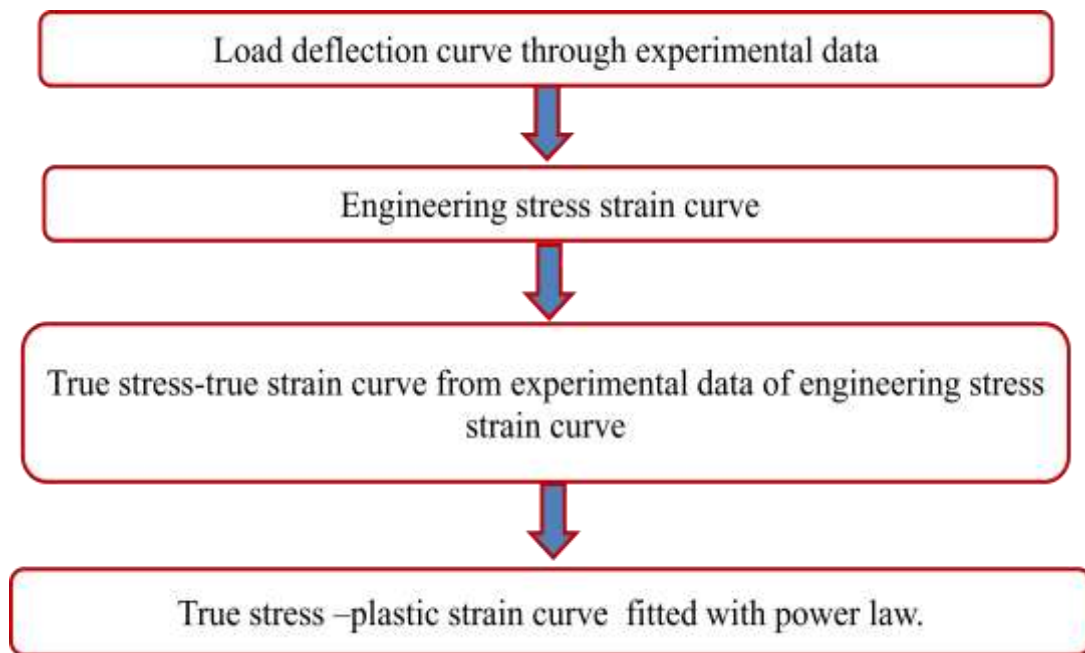 Load deflection curve through experimental data
Engineering stress strain curve
True stress-true strain curve from experimental data of engineering stress
strain curve
True stress –plastic strain curve fitted with power law.